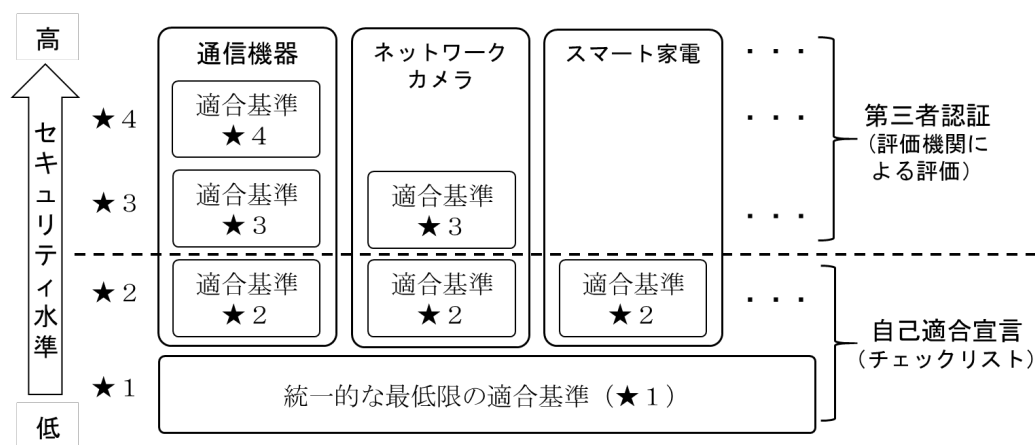 高
セキュリティ水準
低
★4
★3
★2
★1
通信機器
適合基準
★4
適合基準
★3
適合基準
★2
ネットワーク
カメラ
適合基準
★3
適合基準
★2
スマート家電
適合基準
★2
・・・
・・・
・・・
・・・
統一的な最低限の適合基準（★1）
第三者認証
（評価機関に
よる評価）
自己適合宣言
（チェックリスト）